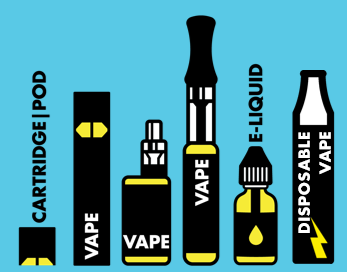 CARTRIDGE|POD
VAPE
VAPE
VAPE
E-LIQUID
DISPOSABLE
VAPE